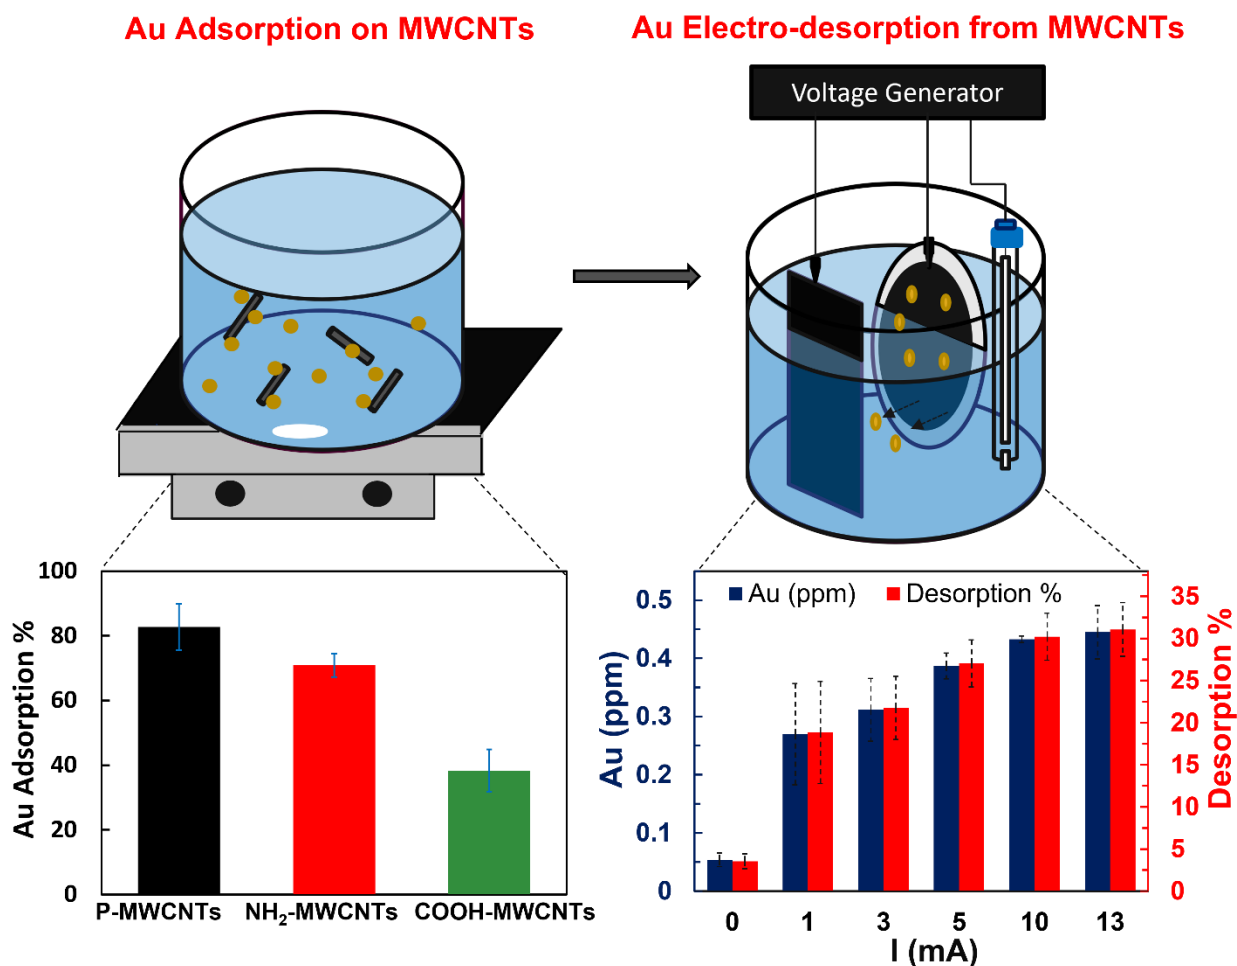 Au Adsorption on MWCNTs
Au Electro-desorption from MWCNTs
Voltage Generator
Au Adsorption %
100
80
60
40
20
0
P-MWCNTs
NH₂-MWCNTs
COOH-MWCNTs
Au (ppm)
0.5
0.4
0.3
0.2
0.1
0
Au (ppm)
Desorption %
35
30
25
20
15
10
5
0
Desorption %
0
1
3
5
10
13
I (mA)